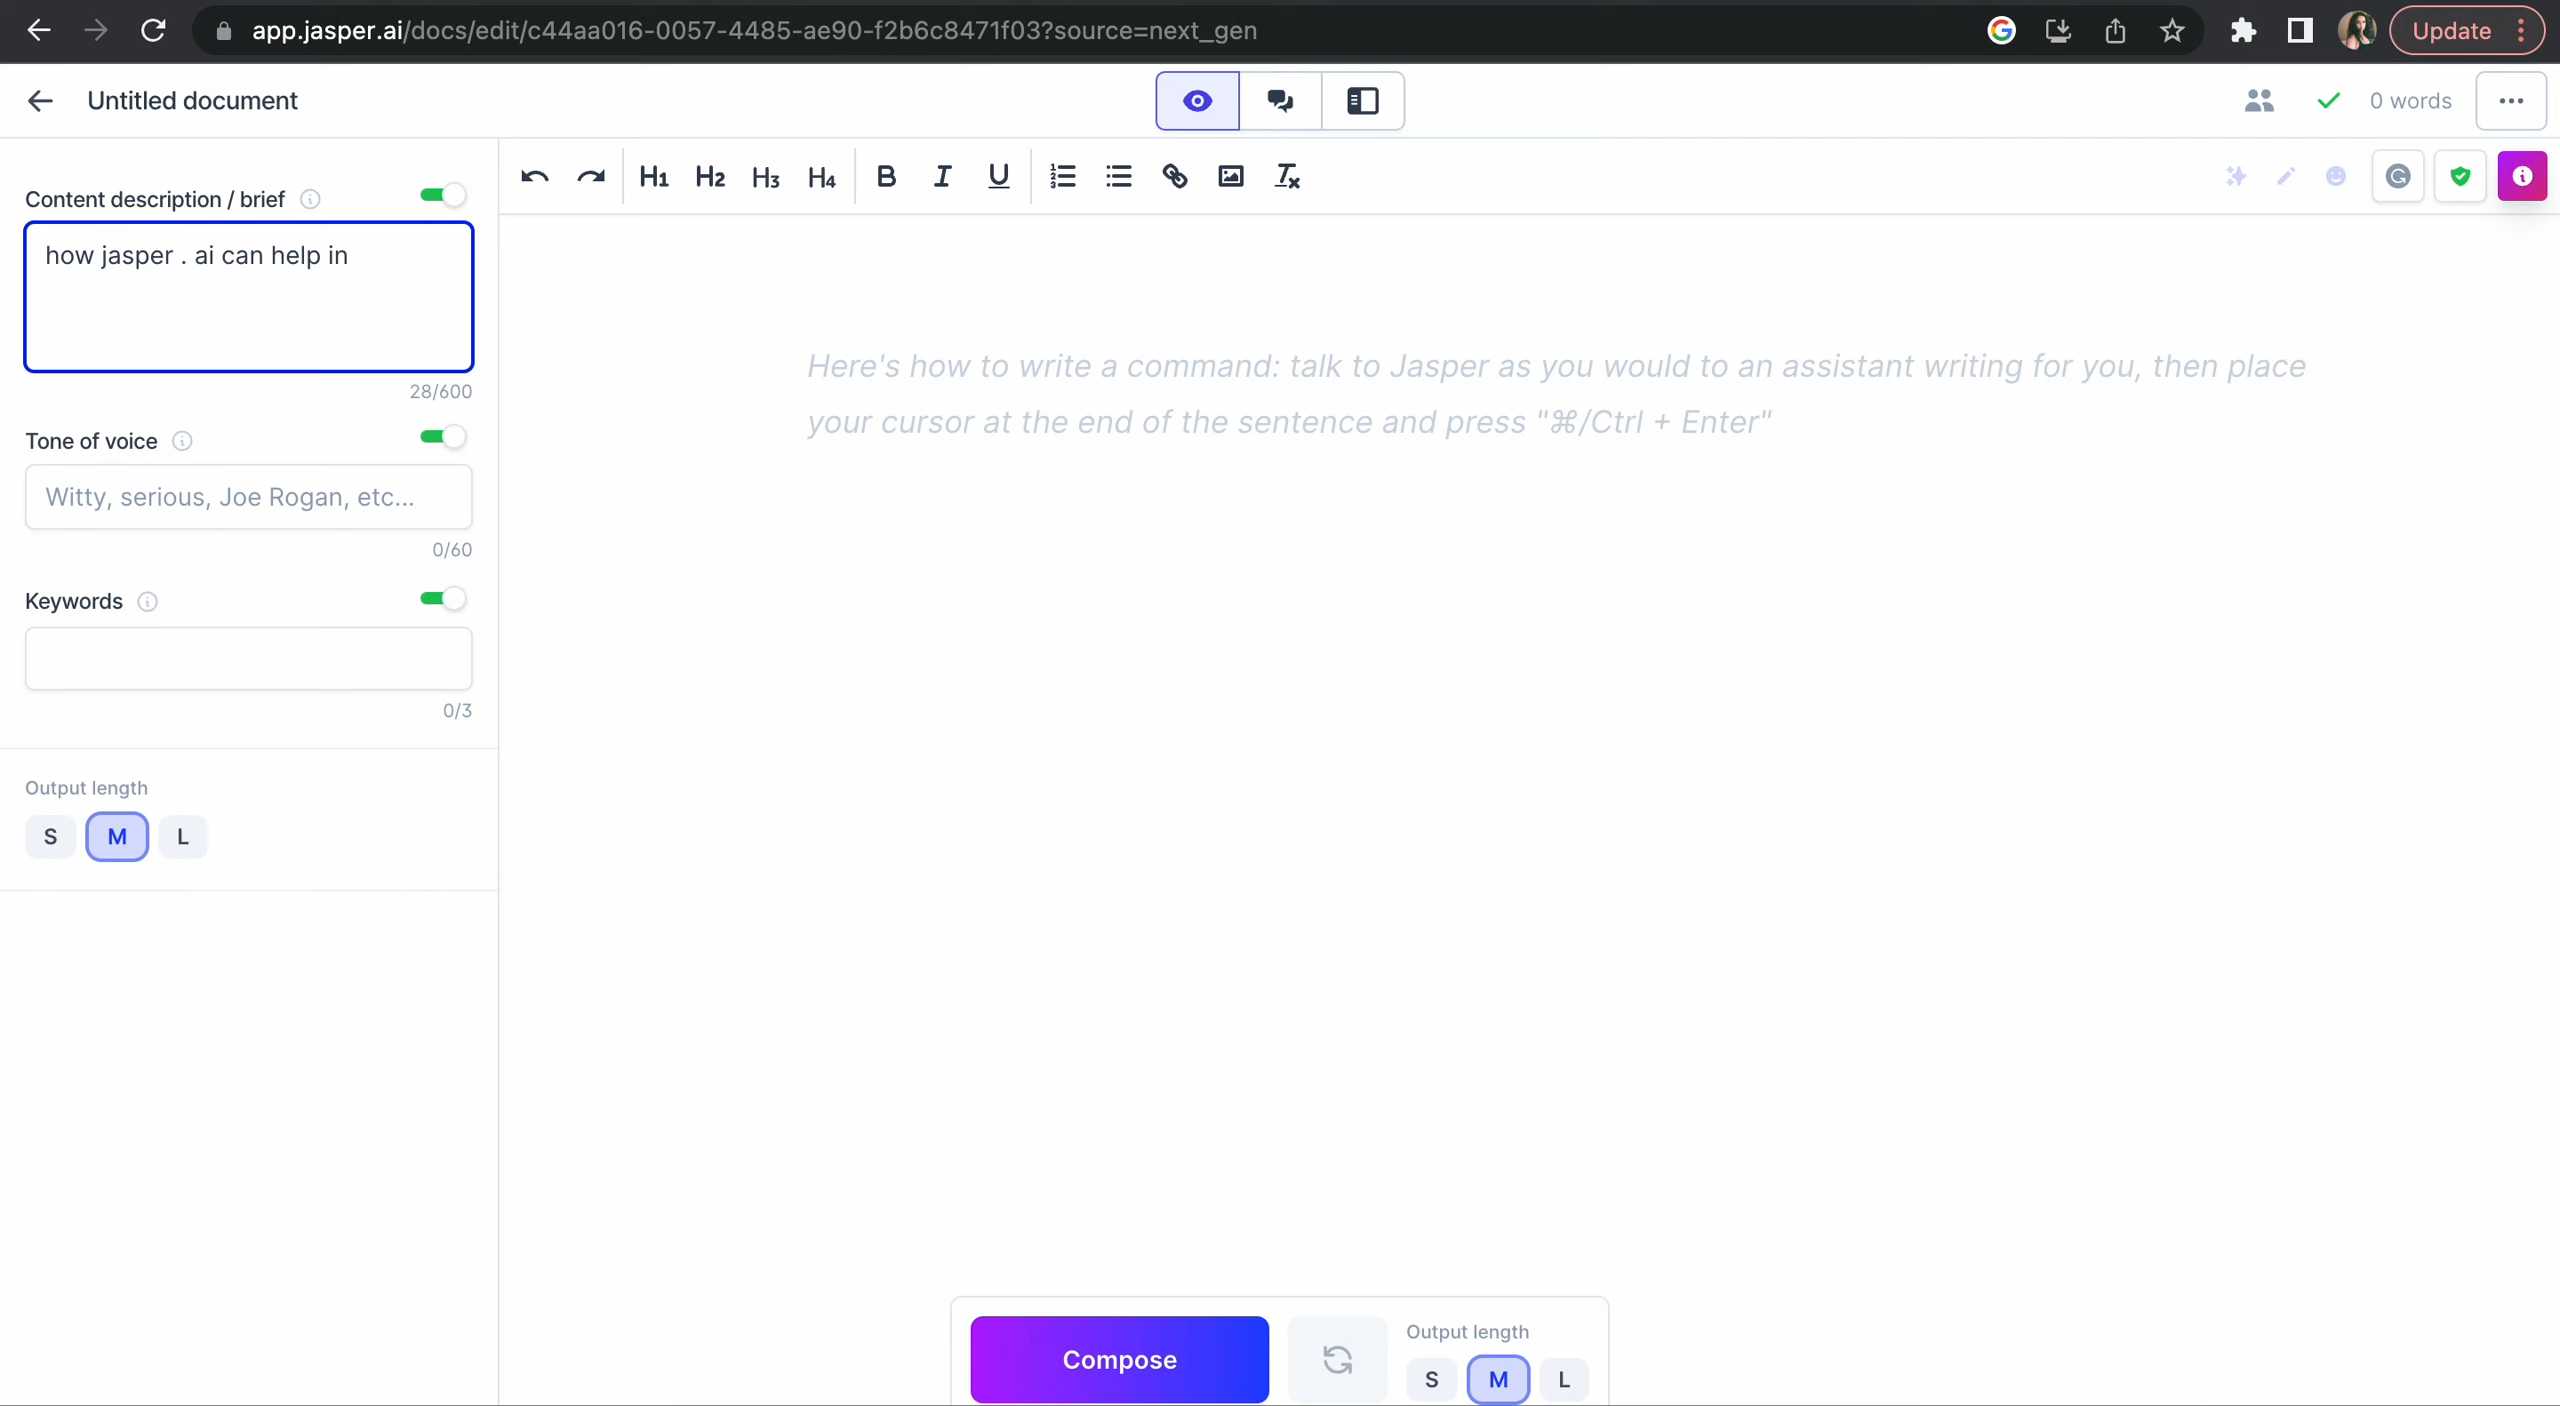 app.jasper.ai/docs/edit/c44aa016-0057-4485-ae90-f2b6c8471f03?source=next_gen
Update
Untitled document
0 words
Content description / brief
how jasper . ai can help in
28/600
Tone of voice
Witty, serious, Joe Rogan, etc...
0/60
Keywords
0/3
Output length
S M L
H1 H2 H3 H4 B I U
Here's how to write a command: talk to Jasper as you would to an assistant writing for you, then place
your cursor at the end of the sentence and press "⌘/Ctrl + Enter"
Compose
Output length
S M L